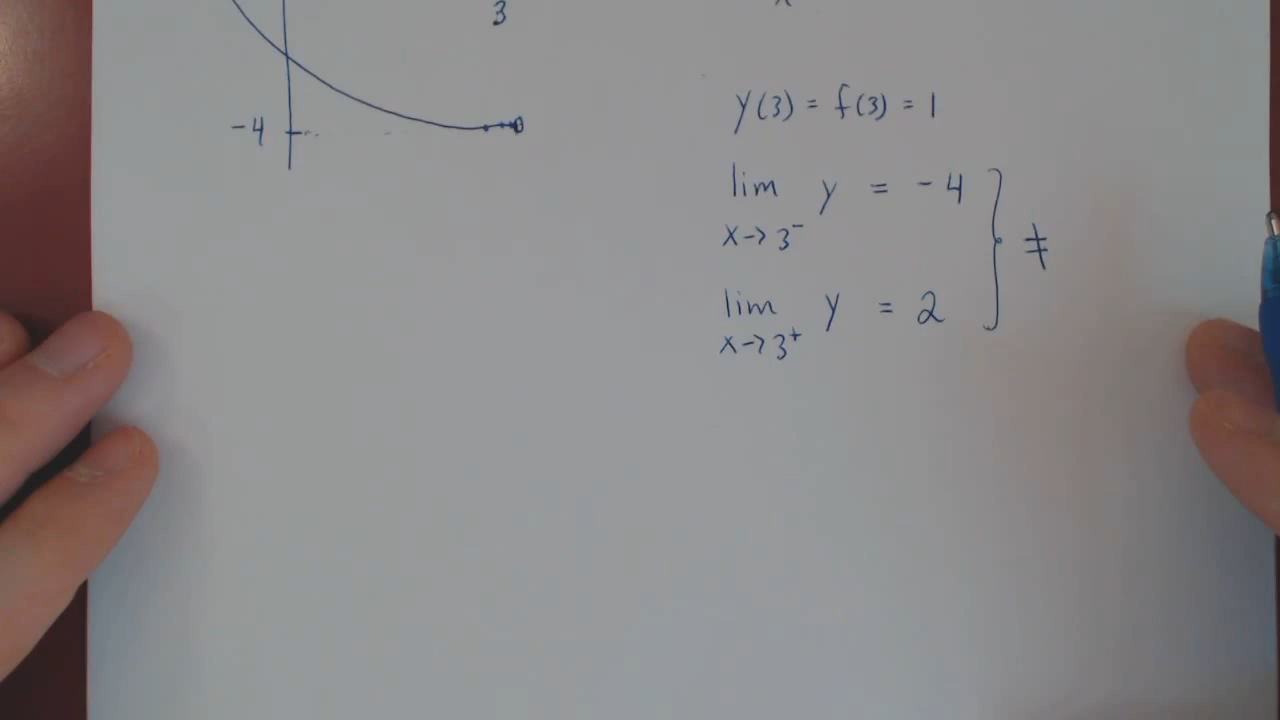 3
y(3) = f(3) = 1
-4
lim y = -4
x→3⁻
≠
lim y = 2
x→3⁺